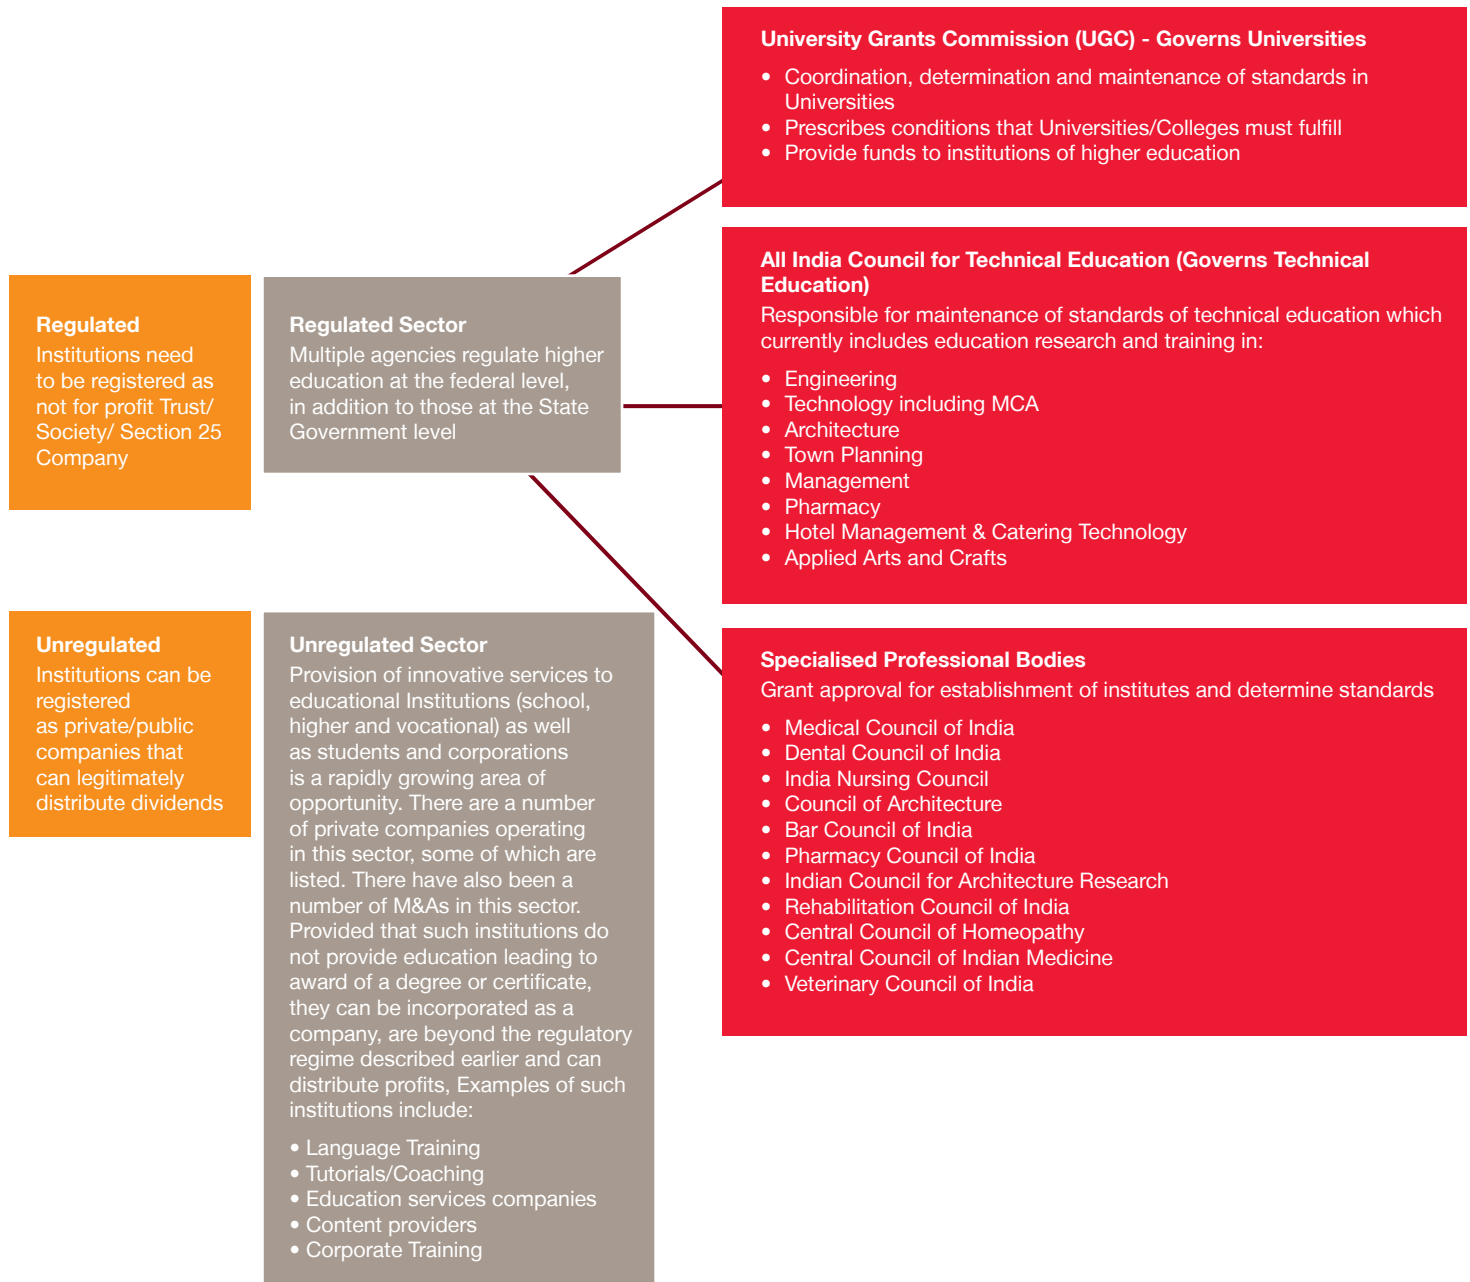 Regulated
Institutions need
to be registered as
not for profit Trust/
Society/ Section 25
Company
Regulated Sector
Multiple agencies regulate higher
education at the federal level,
in addition to those at the State
Government level
University Grants Commission (UGC) - Governs Universities
• Coordination, determination and maintenance of standards in
Universities
• Prescribes conditions that Universities/Colleges must fulfill
• Provide funds to institutions of higher education
All India Council for Technical Education (Governs Technical
Education)
Responsible for maintenance of standards of technical education which
currently includes education research and training in:
• Engineering
• Technology including MCA
• Architecture
• Town Planning
• Management
• Pharmacy
• Hotel Management & Catering Technology
• Applied Arts and Crafts
Specialised Professional Bodies
Grant approval for establishment of institutes and determine standards
• Medical Council of India
• Dental Council of India
• India Nursing Council
• Council of Architecture
• Bar Council of India
• Pharmacy Council of India
• Indian Council for Architecture Research
• Rehabilitation Council of India
• Central Council of Homeopathy
• Central Council of Indian Medicine
• Veterinary Council of India
Unregulated
Institutions can be
registered
as private/public
companies that
can legitimately
distribute dividends
Unregulated Sector
Provision of innovative services to
educational Institutions (school,
higher and vocational) as well
as students and corporations
is a rapidly growing area of
opportunity. There are a number
of private companies operating
in this sector, some of which are
listed. There have also been a
number of M&As in this sector.
Provided that such institutions do
not provide education leading to
award of a degree or certificate,
they can be incorporated as a
company, are beyond the regulatory
regime described earlier and can
distribute profits, Examples of such
institutions include:
• Language Training
• Tutorials/Coaching
• Education services companies
• Content providers
• Corporate Training